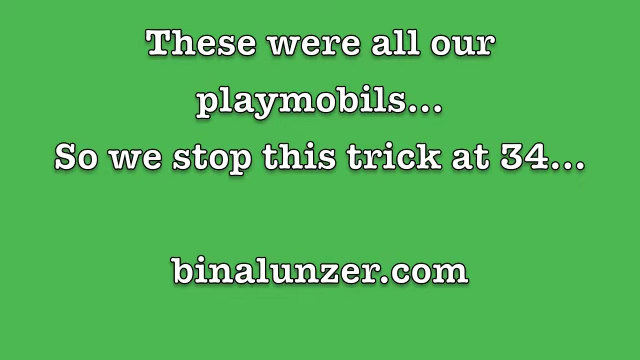 These were all our
playmobils...
So we stop this trick at 34...
binalunzer.com